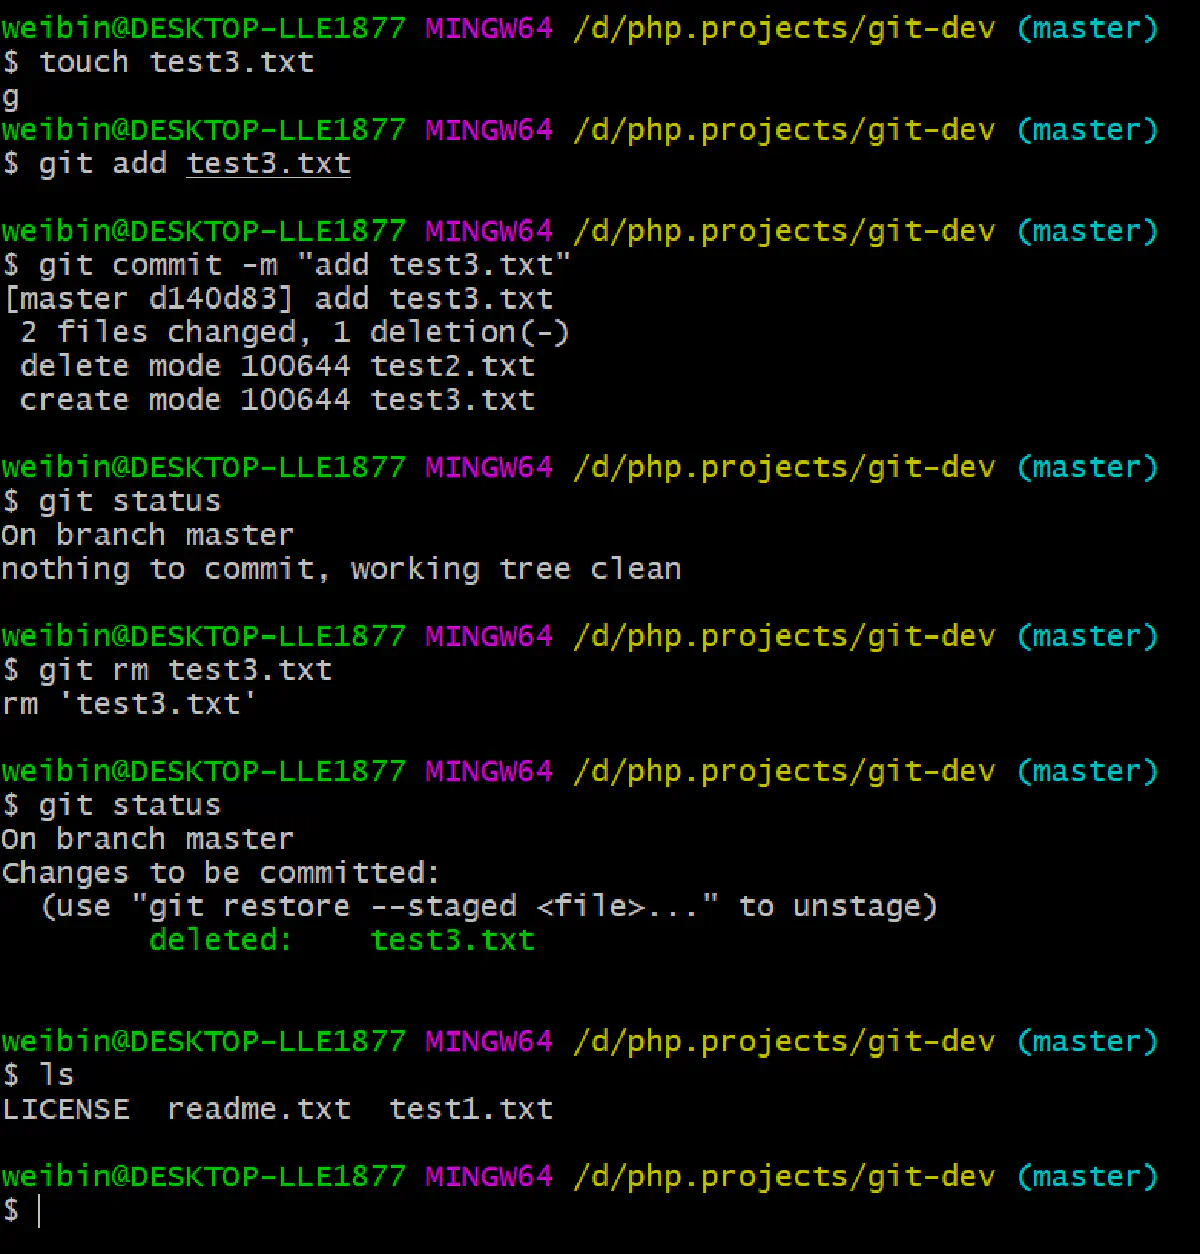 weibin@DESKTOP-LLE1877 MINGW64 /d/php.projects/git-dev (master)
$ touch test3.txt
g
weibin@DESKTOP-LLE1877 MINGW64 /d/php.projects/git-dev (master)
$ git add test3.txt
weibin@DESKTOP-LLE1877 MINGW64 /d/php.projects/git-dev (master)
$ git commit -m "add test3.txt"
[master d140d83] add test3.txt
 2 files changed, 1 deletion(-)
 delete mode 100644 test2.txt
 create mode 100644 test3.txt
weibin@DESKTOP-LLE1877 MINGW64 /d/php.projects/git-dev (master)
$ git status
On branch master
nothing to commit, working tree clean
weibin@DESKTOP-LLE1877 MINGW64 /d/php.projects/git-dev (master)
$ git rm test3.txt
rm 'test3.txt'
weibin@DESKTOP-LLE1877 MINGW64 /d/php.projects/git-dev (master)
$ git status
On branch master
Changes to be committed:
  (use "git restore --staged <file>..." to unstage)
        deleted:    test3.txt
weibin@DESKTOP-LLE1877 MINGW64 /d/php.projects/git-dev (master)
$ ls
LICENSE  readme.txt  test1.txt
weibin@DESKTOP-LLE1877 MINGW64 /d/php.projects/git-dev (master)
$